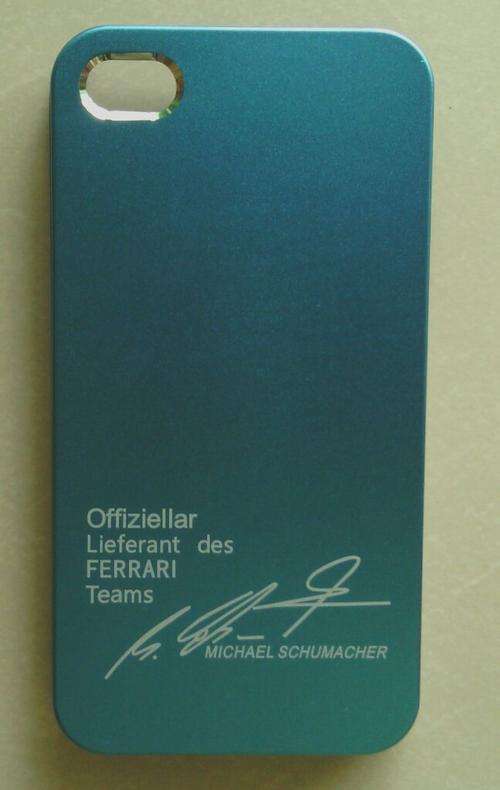 Offiziellar
Lieferant des
FERRARI
Teams
MICHAEL SCHUMACHER